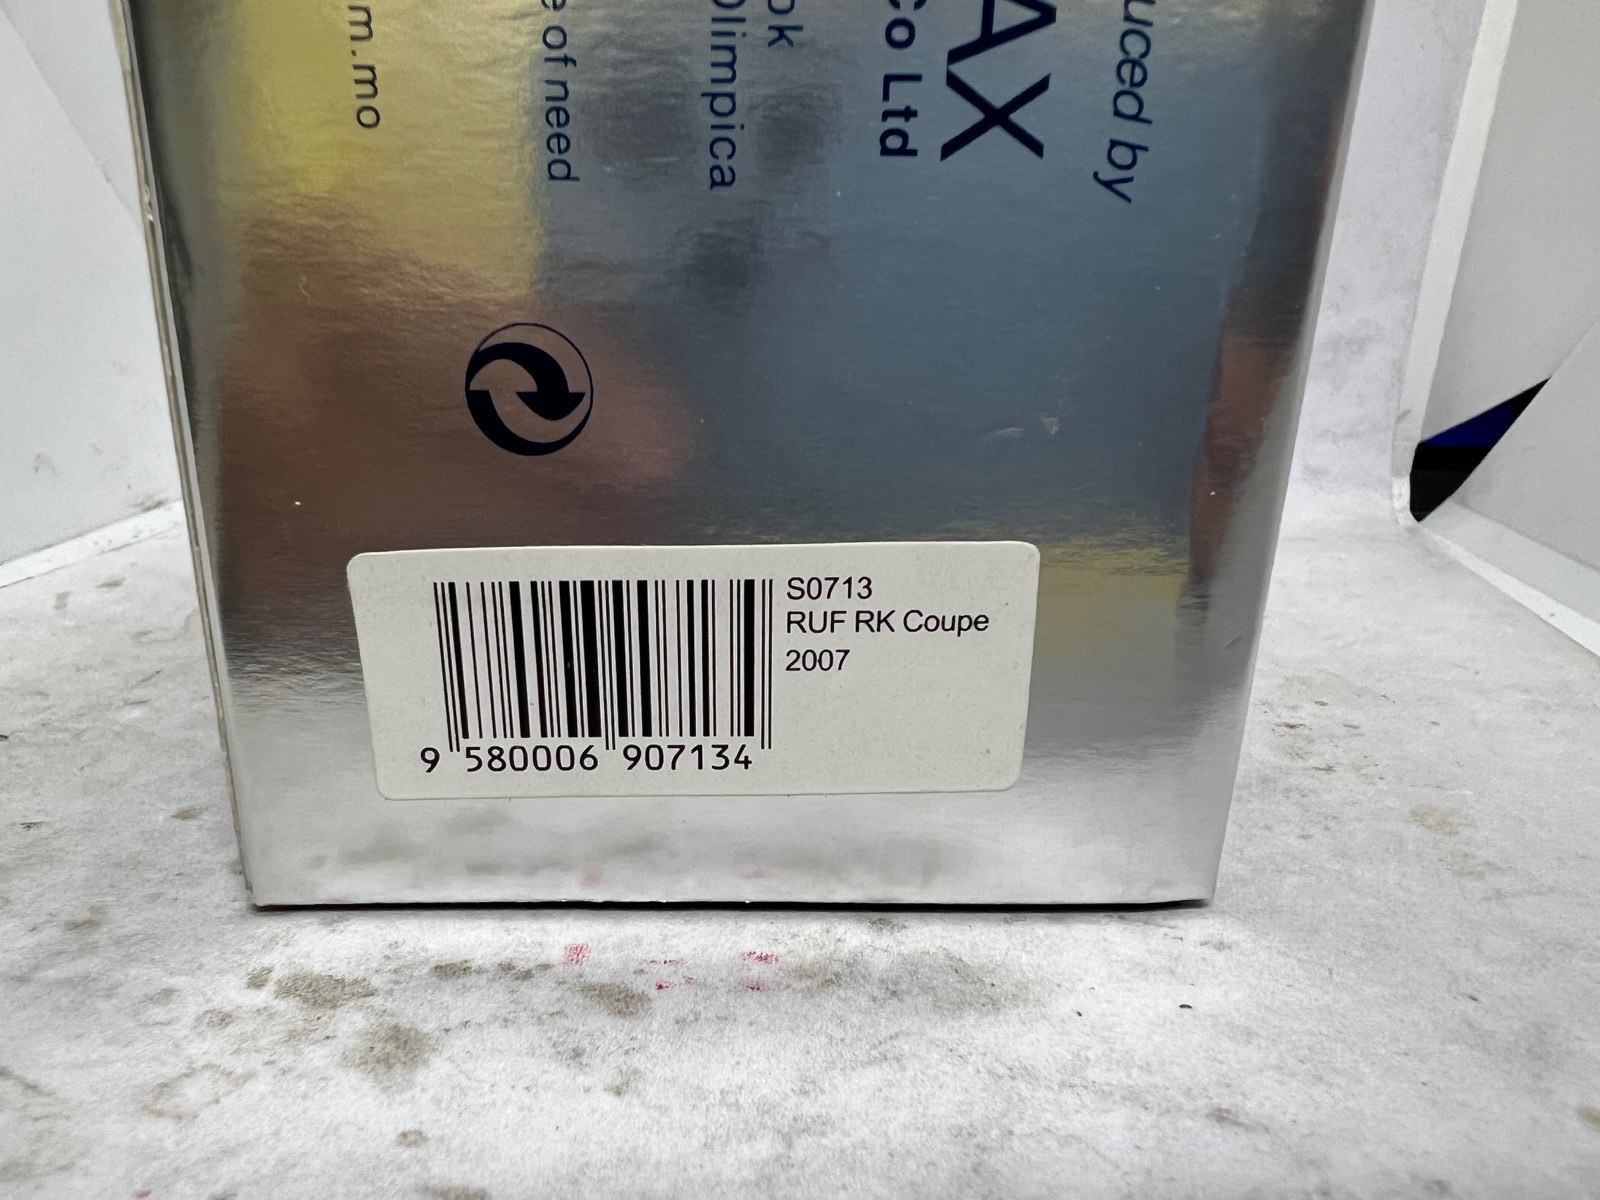 uced by
AX
Co Ltd
ok
Olimpica
e of need
m.mo
S0713
RUF RK Coupe
2007
9 580006 907134